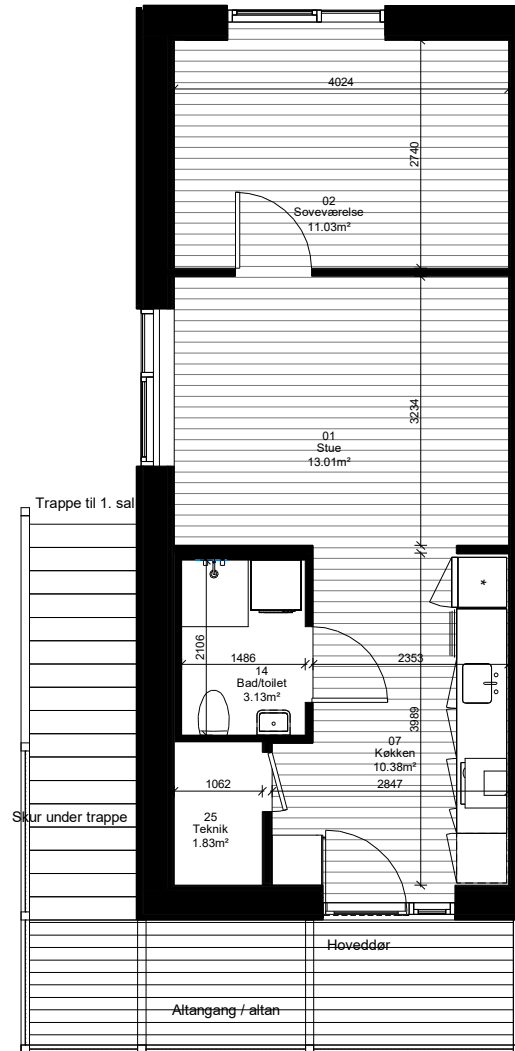 4024
2740
02
Soveværelse
11.03m²
3234
01
Stue
13.01m²
Trappe til 1. sal
*
2106
1486
14
Bad/toilet
3.13m²
2353
3989
07
Køkken
10.38m²
1062
2847
25
Teknik
1.83m²
Skur under trappe
Hoveddør
Altangang / altan